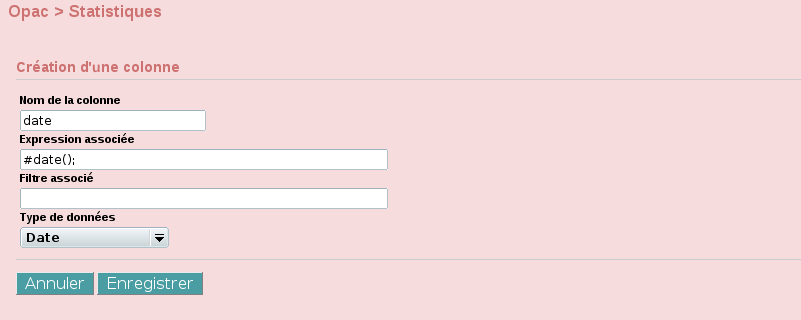 Opac > Statistiques
Création d'une colonne
Nom de la colonne
date
Expression associée
#date();
Filtre associé
Type de données
Date
Annuler Enregistrer